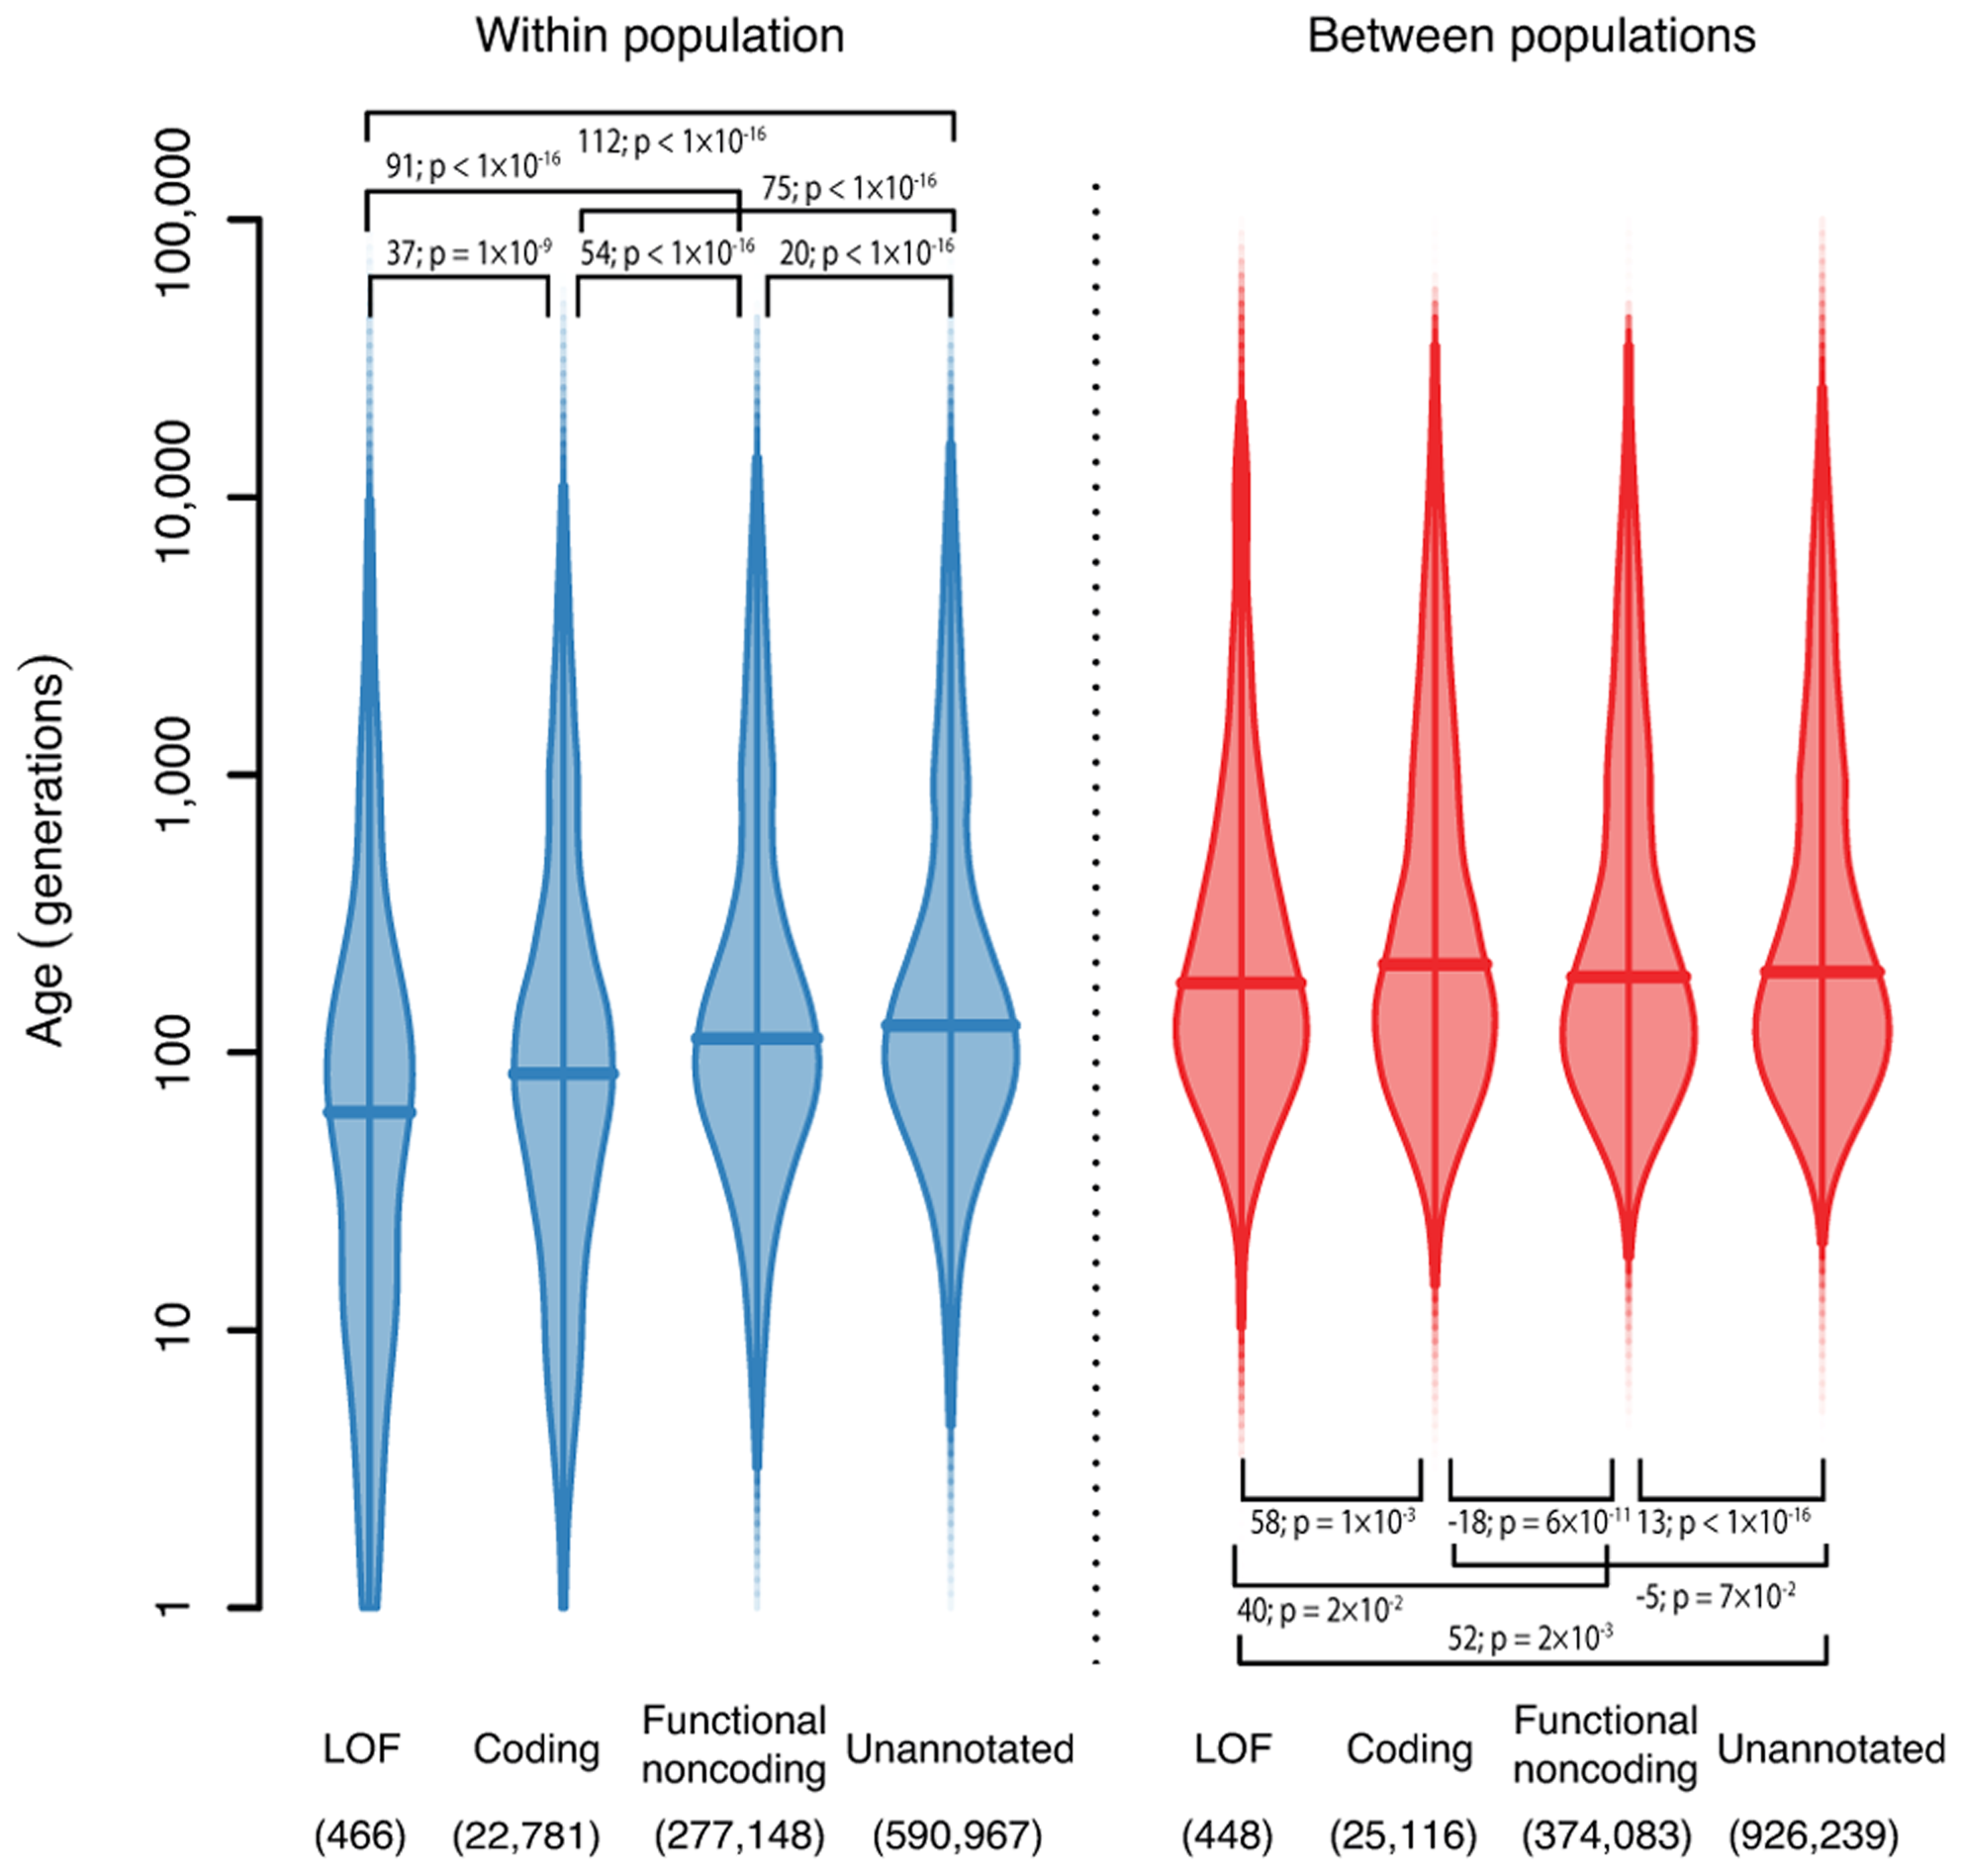 Within population
Between populations
112; p < 1x10-16
91; p < 1x10-16
75; p < 1x10-16
37; p = 1x10-9
54; p < 1x10-16
20; p < 1x10-16
Age (generations)
100,000
10,000
1,000
100
10
1
58; p = 1x10-3
-18; p = 6x10-11
13; p < 1x10-16
-5; p = 7x10-2
40; p = 2x10-2
52; p = 2x10-3
LOF
Coding
Functional
noncoding
Unannotated
LOF
Coding
Functional
noncoding
Unannotated
(466)
(22,781)
(277,148)
(590,967)
(448)
(25,116)
(374,083)
(926,239)